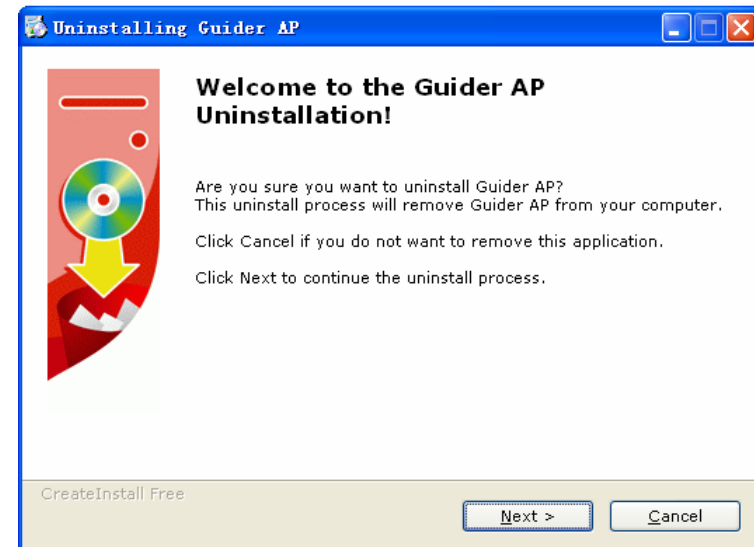 Uninstalling Guider AP
Welcome to the Guider AP
Uninstallation!
Are you sure you want to uninstall Guider AP?
This uninstall process will remove Guider AP from your computer.
Click Cancel if you do not want to remove this application.
Click Next to continue the uninstall process.
CreateInstall Free
Next >
Cancel